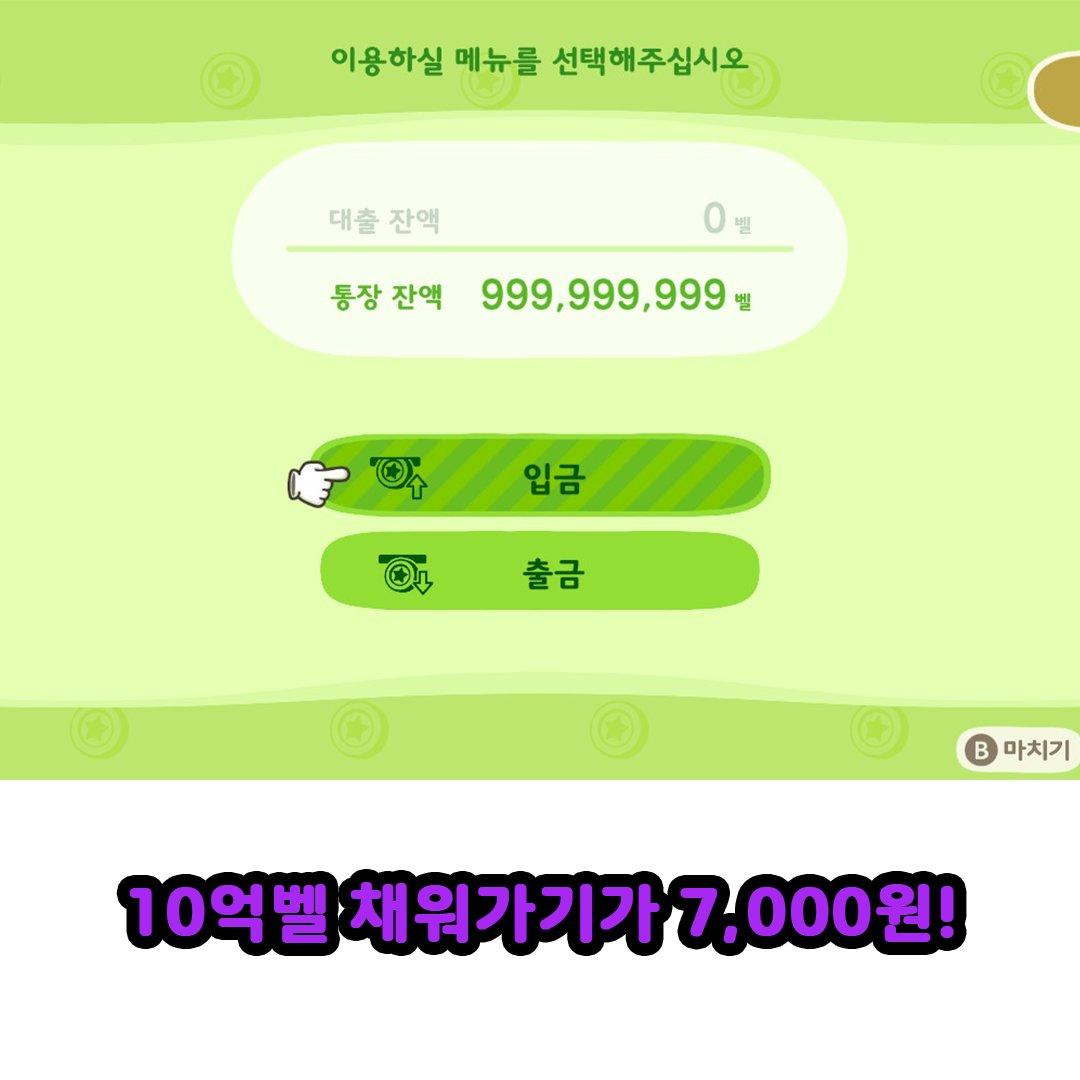 이용하실 메뉴를 선택해주십시오
대출 잔액 0 벨
통장 잔액 999,999,999 벨
입금
출금
B 마치기
10억벨 채워가기가 7,000원!